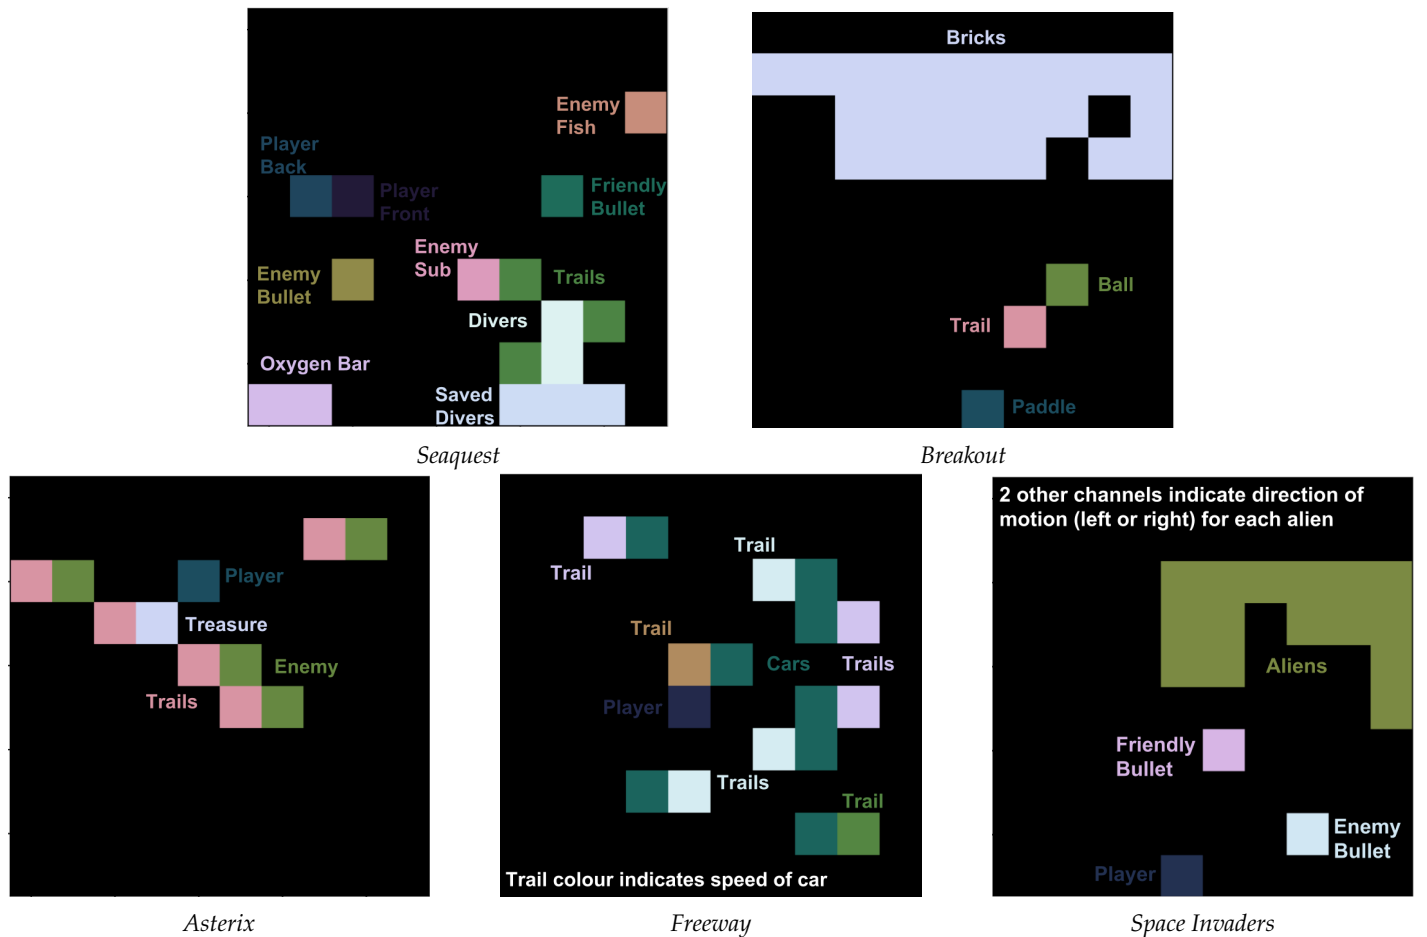 Enemy
Fish
Player
Back
Player
Front
Friendly
Bullet
Enemy
Sub
Enemy
Bullet
Trails
Divers
Oxygen Bar
Saved
Divers
Seaquest
Bricks
Ball
Trail
Paddle
Breakout
Player
Treasure
Enemy
Trails
Asterix
Trail
Trail
Trail
Cars
Trails
Player
Trails
Trail
Trail colour indicates speed of car
Freeway
2 other channels indicate direction of
motion (left or right) for each alien
Aliens
Friendly
Bullet
Enemy
Bullet
Player
Space Invaders